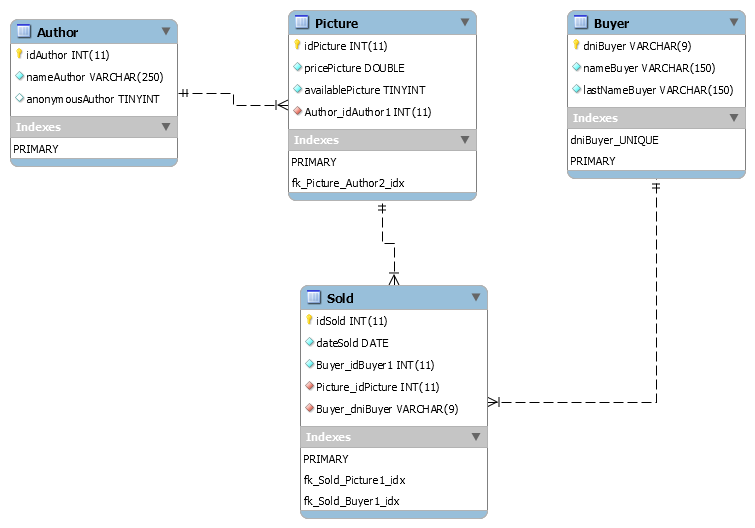 Author
idAuthor INT(11)
nameAuthor VARCHAR(250)
anonymousAuthor TINYINT
Indexes
PRIMARY
Picture
idPicture INT(11)
pricePicture DOUBLE
availablePicture TINYINT
Author_idAuthor1 INT(11)
Indexes
PRIMARY
fk_Picture_Author2_idx
Buyer
dniBuyer VARCHAR(9)
nameBuyer VARCHAR(150)
lastNameBuyer VARCHAR(150)
Indexes
dniBuyer_UNIQUE
PRIMARY
Sold
idSold INT(11)
dateSold DATE
Buyer_idBuyer1 INT(11)
Picture_idPicture INT(11)
Buyer_dniBuyer VARCHAR(9)
Indexes
PRIMARY
fk_Sold_Picture1_idx
fk_Sold_Buyer1_idx